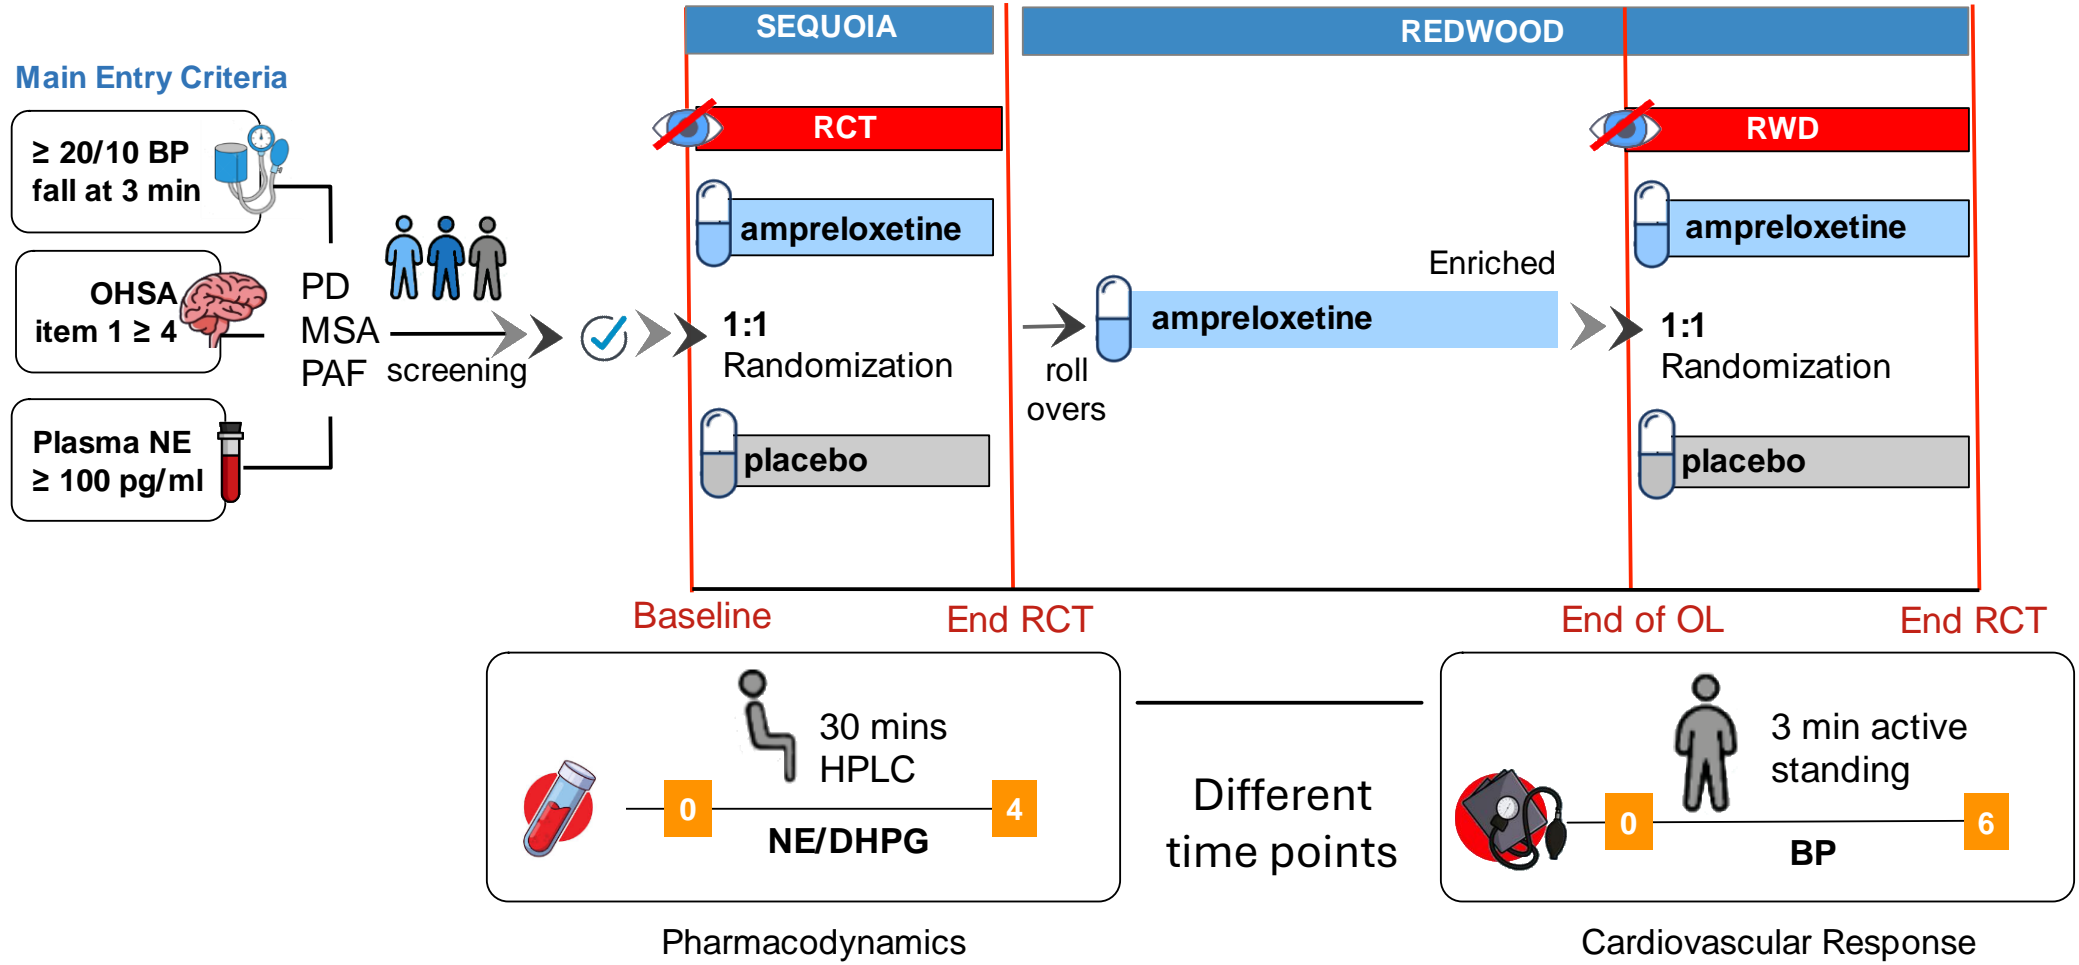 SEQUOIA
REDWOOD
Main Entry Criteria
≥ 20/10 BP
fall at 3 min
OHSA
item 1 ≥ 4
Plasma NE
≥ 100 pg/ml
PD
MSA
PAF
screening
RCT
ampreloxetine
1:1
Randomization
placebo
roll
overs
Enriched
ampreloxetine
RWD
ampreloxetine
1:1
Randomization
placebo
Baseline
End RCT
End of OL
End RCT
30 mins
HPLC
0
4
NE/DHPG
Pharmacodynamics
Different
time points
3 min active
standing
0
6
BP
Cardiovascular Response